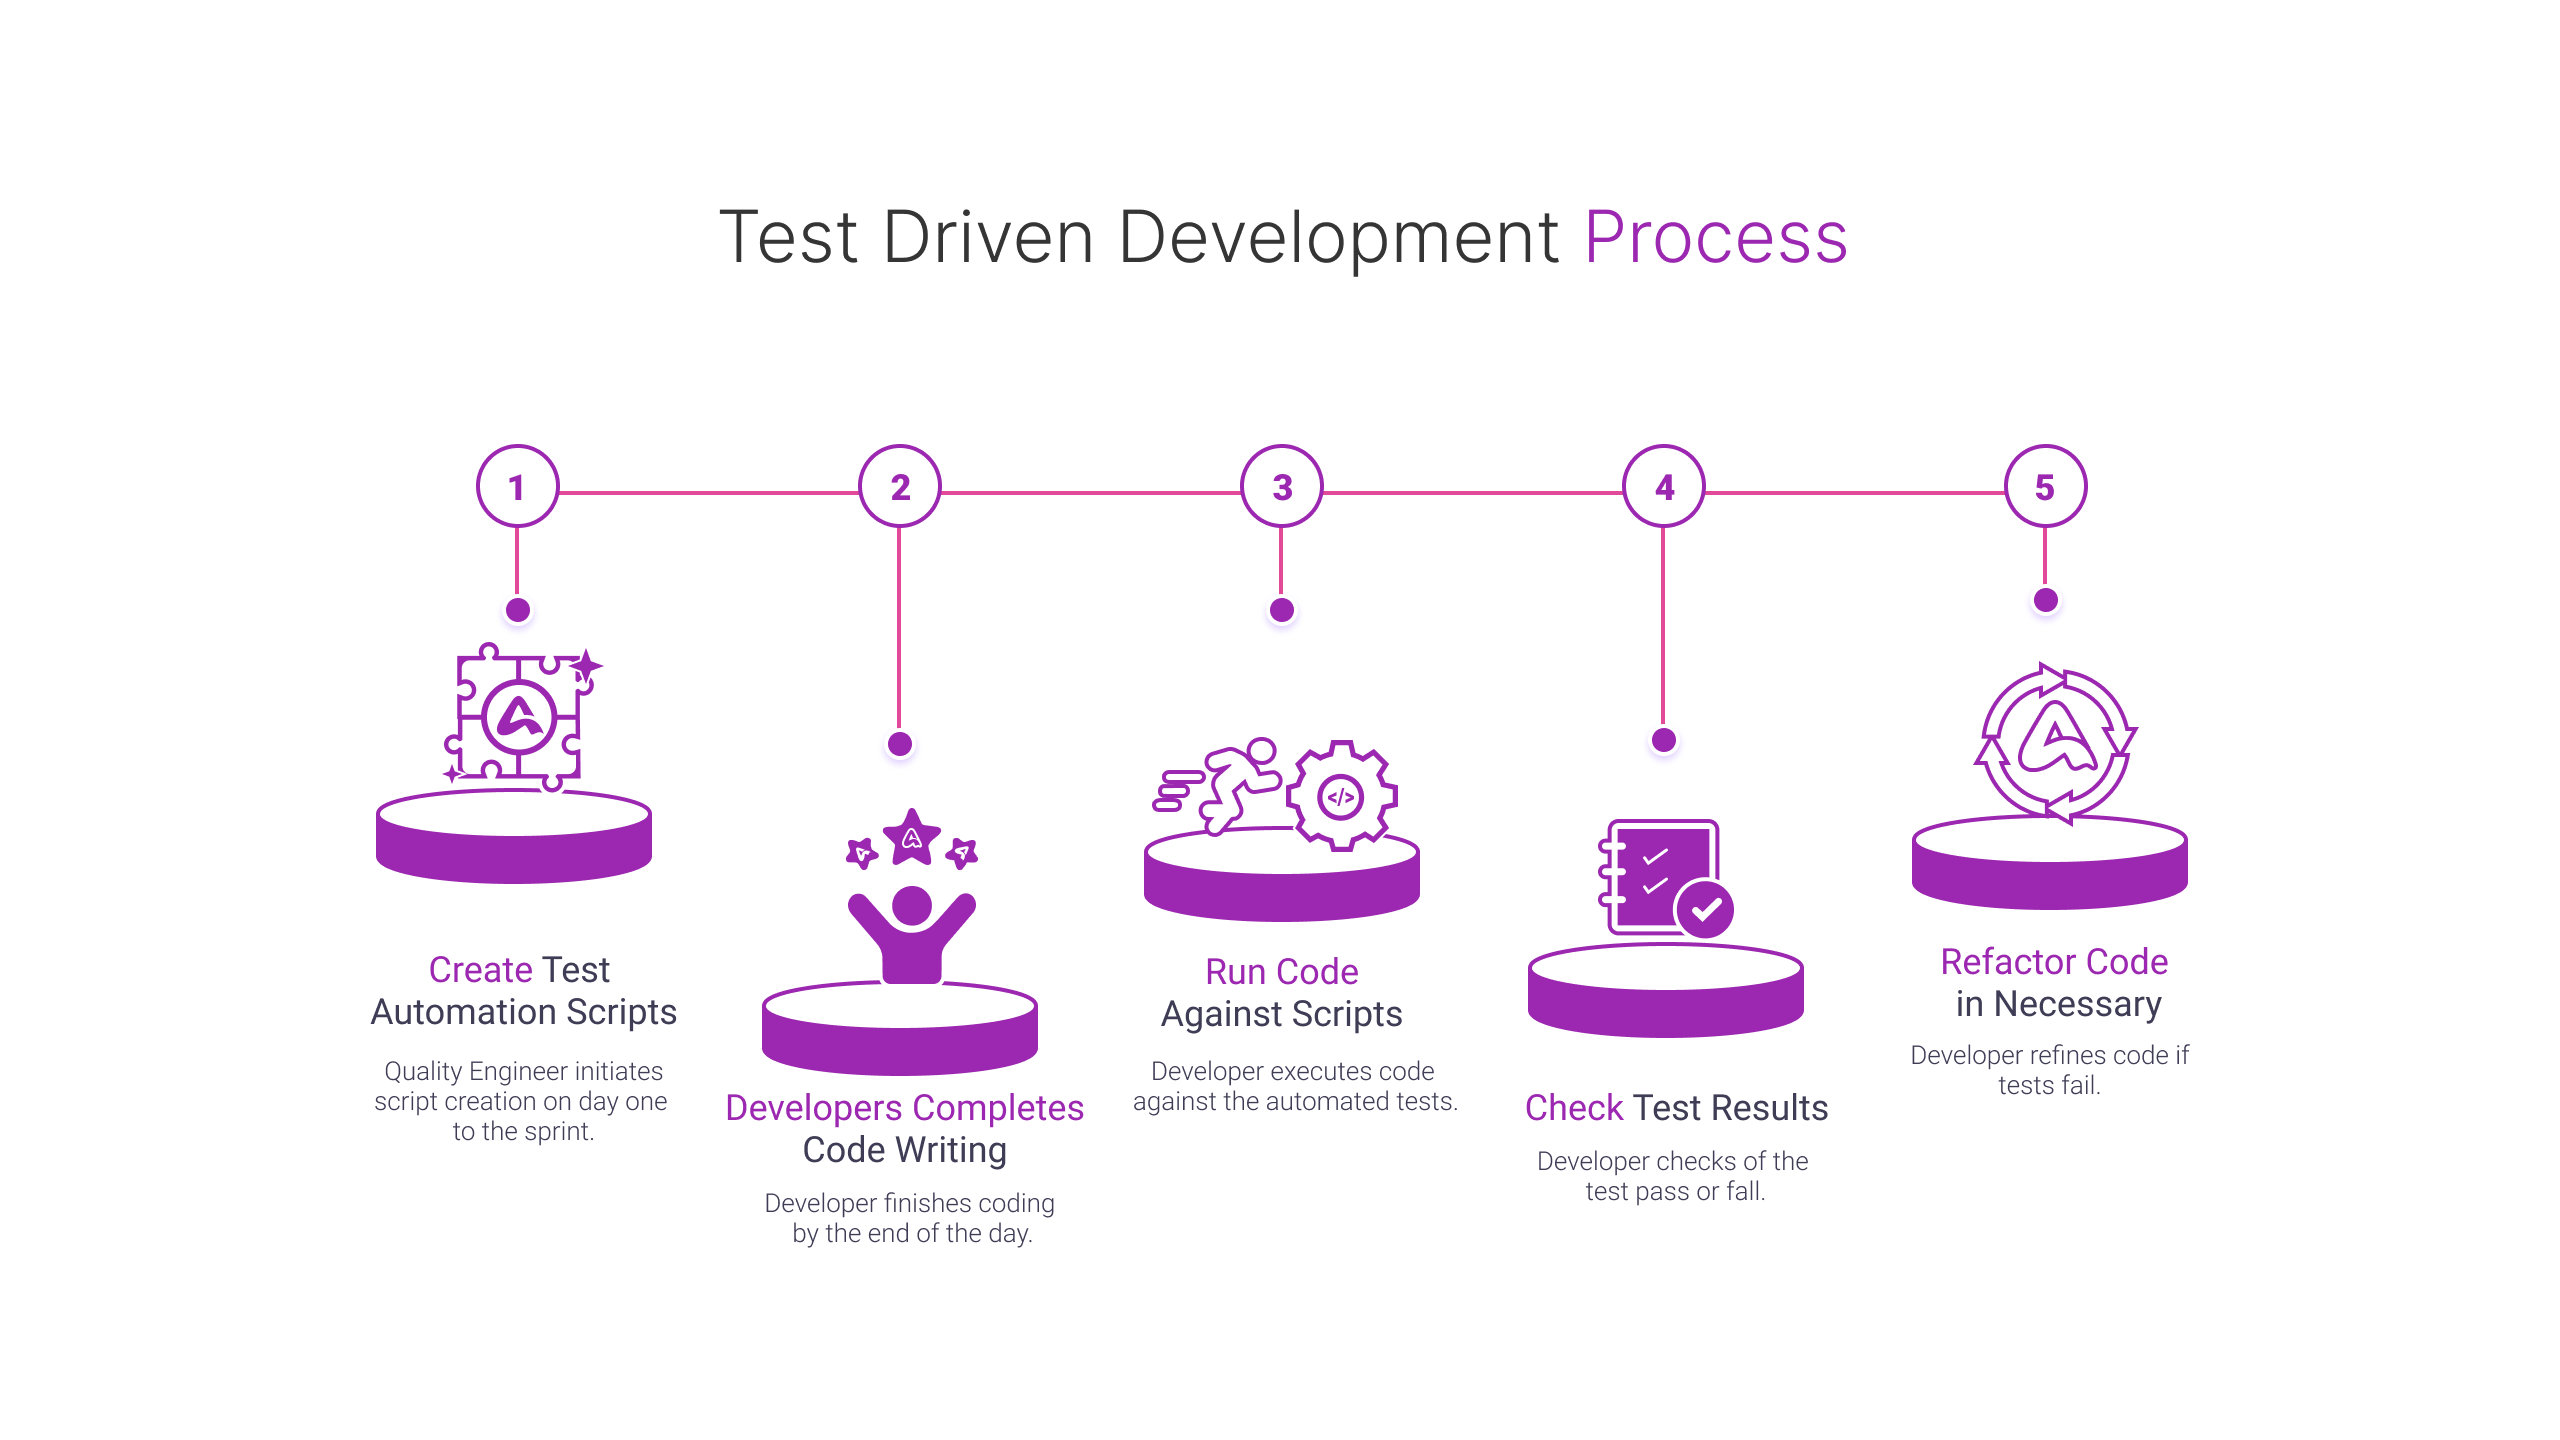 Test Driven Development Process
1
2
3
4
5
Create Test
Automation Scripts
Quality Engineer initiates
script creation on day one
to the sprint.
Developers Completes
Code Writing
Developer finishes coding
by the end of the day.
</>
Run Code
Against Scripts
Developer executes code
against the automated tests.
Check Test Results
Developer checks of the
test pass or fall.
Refactor Code
in Necessary
Developer refines code if
tests fail.